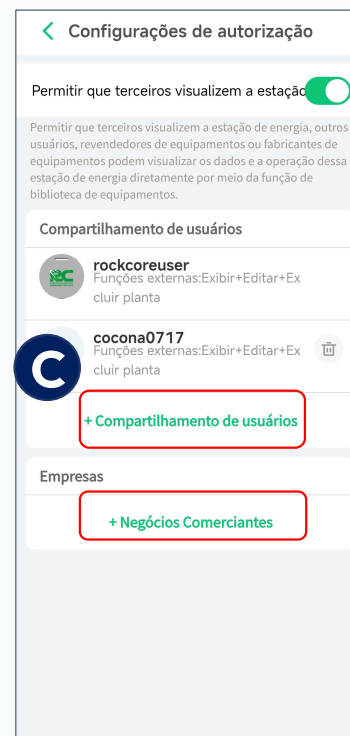 Configurações de autorização
Permitir que terceiros visualizem a estação
Permitir que terceiros visualizem a estação de energia, outros
usuários, revendedores de equipamentos ou fabricantes de
equipamentos podem visualizar os dados e a operação dessa
estação de energia diretamente por meio da função de
biblioteca de equipamentos.
Compartilhamento de usuários
rockcoreuser
Funções externas:Exibir+Editar+Ex
cluir planta
cocona0717
Funções externas:Exibir+Editar+Ex
cluir planta
C
+ Compartilhamento de usuários
Empresas
+ Negócios Comerciantes